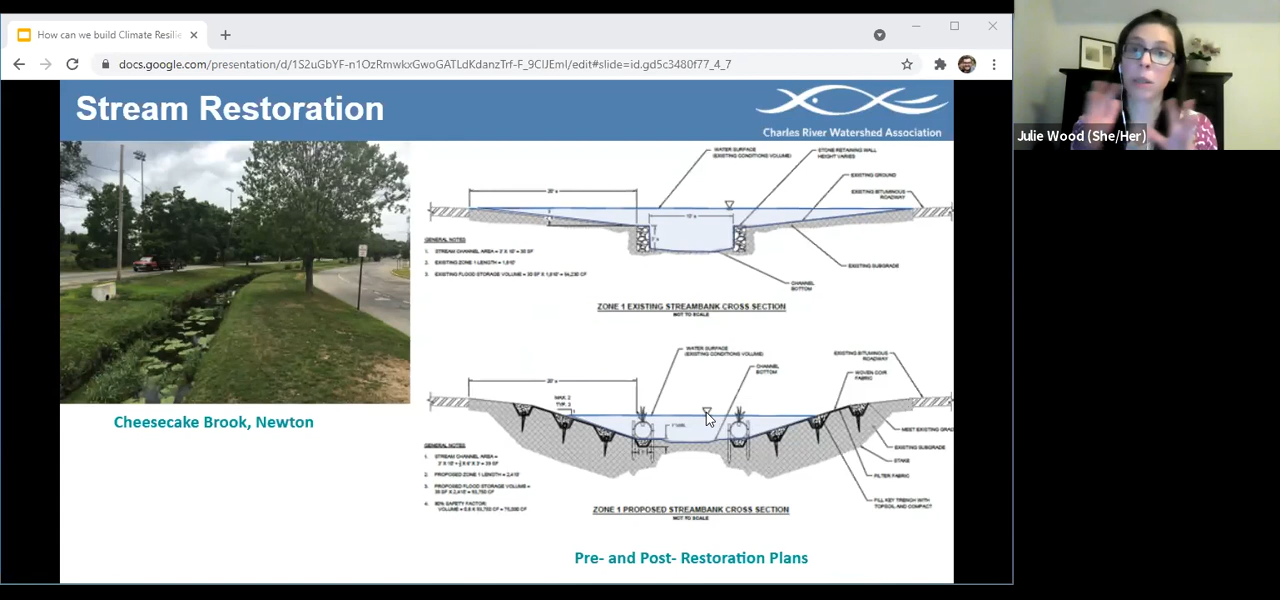 How can we build Climate Resilie
docs.google.com/presentation/d/1S2uGbYF-n1OzRnwkxGwoGATLdKdanzTrf-F_9CIJEmI/edit#slide=id.gd5c3480f77_4_7
Julie Wood (She/Her)
Stream Restoration
Charles River Watershed Association
WATER SURFACE
(EXISTING CONDITIONS VOLUME)
STONE RETAINING WALL
HEIGHT VARIES
EXISTING GROUND
EXISTING BITUMINOUS
ROADWAY
GENERAL NOTES
EXISTING SUBGRADE
CHANNEL
BOTTOM
ZONE 1 EXISTING STREAMBANK CROSS SECTION
NOT TO SCALE
WATER SURFACE
(EXISTING CONDITIONS VOLUME)
CHANNEL
BOTTOM
EXISTING BITUMINOUS
ROADWAY
WOVEN COIR
FABRIC
MEET EXISTING GRAD
EXISTING SUBGRADE
STAKE
FILTER FABRIC
FILL KEY TRENCH WITH
TOPSOIL AND COMPACT
GENERAL NOTES
ZONE 1 PROPOSED STREAMBANK CROSS SECTION
NOT TO SCALE
Cheesecake Brook, Newton
Pre- and Post- Restoration Plans